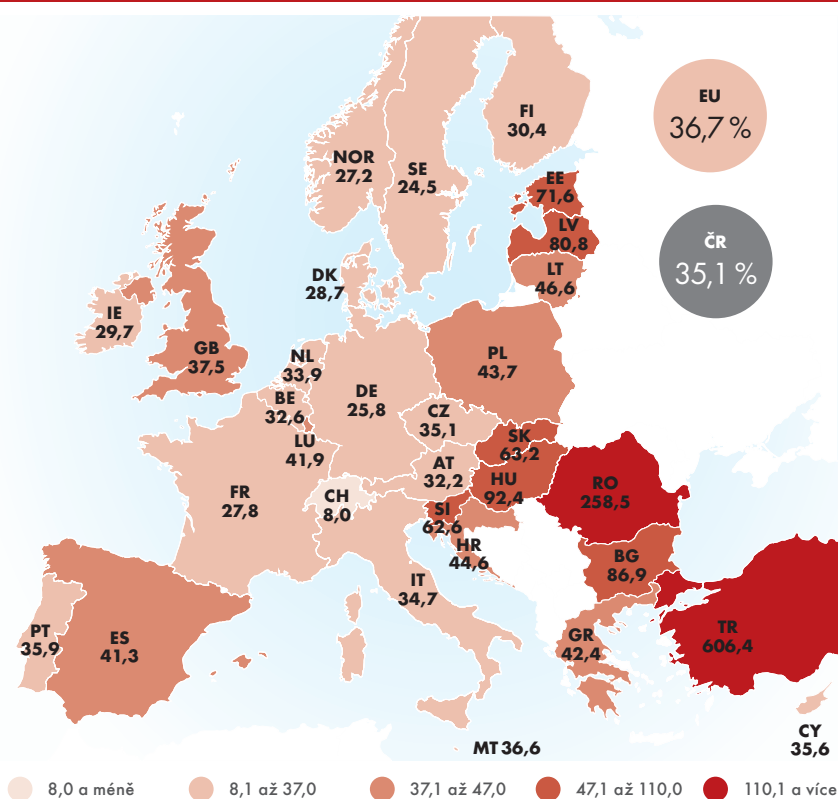 EU
36,7 %
ČR
35,1 %
FI
30,4
NOR
27,2
SE
24,5
EE
71,6
LV
80,8
LT
46,6
DK
28,7
IE
29,7
GB
37,5
NL
33,9
BE
32,6
LU
41,9
DE
25,8
PL
43,7
CZ
35,1
SK
63,2
AT
32,2
HU
92,4
RO
258,5
FR
27,8
CH
8,0
SI
62,6
HR
44,6
BG
86,9
IT
34,7
PT
35,9
ES
41,3
GR
42,4
TR
606,4
CY
35,6
MT 36,6
8,0 a méně 8,1 až 37,0 37,1 až 47,0 47,1 až 110,0 110,1 a více